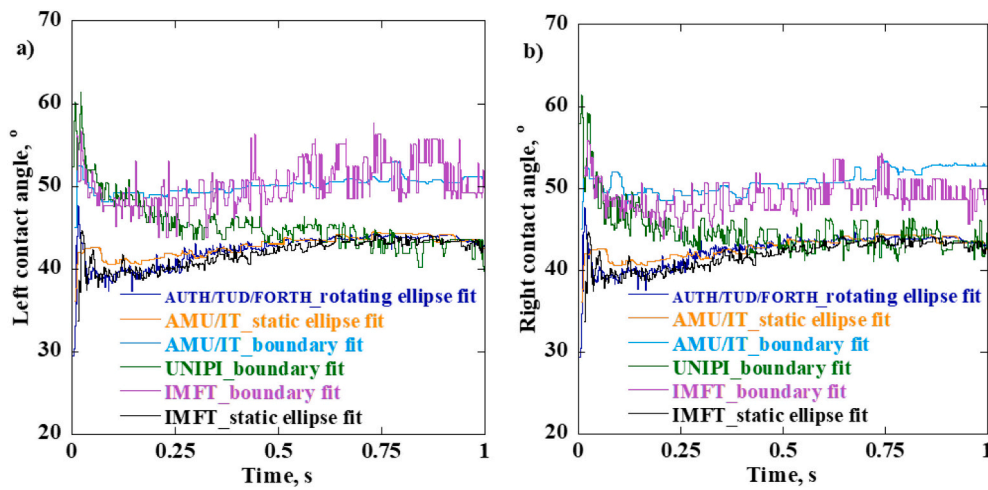 a)
70
60
50
40
30
20
Left contact angle, °
AUTH/TUD/FORTH_rotating ellipse fit
AMU/IT_static ellipse fit
AMU/IT_boundary fit
UNIPI_boundary fit
IMFT_boundary fit
IMFT_static ellipse fit
0 0.25 0.5 0.75 1
Time, s
b)
70
60
50
40
30
20
Right contact angle, °
AUTH/TUD/FORTH_rotating ellipse fit
AMU/IT_static ellipse fit
AMU/IT_boundary fit
UNIPI_boundary fit
IMFT_boundary fit
IMFT_static ellipse fit
0 0.25 0.5 0.75 1
Time, s